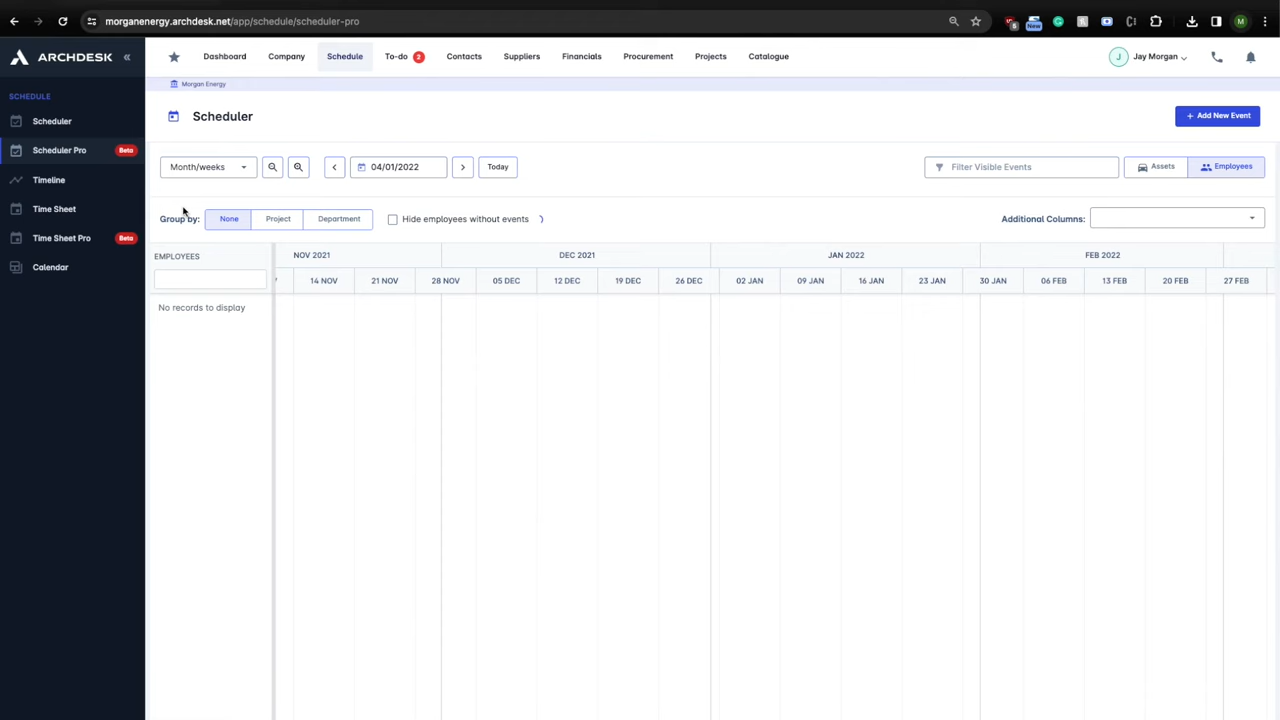 morganenergy.archdesk.net/app/schedule/scheduler-pro
New
6
M
ARCHDESK
Dashboard
Company
Schedule
To-do
2
Contacts
Suppliers
Financials
Procurement
Projects
Catalogue
J
Jay Morgan
Morgan Energy
SCHEDULE
Scheduler
Scheduler Pro
Beta
Timeline
Time Sheet
Time Sheet Pro
Beta
Calendar
Scheduler
+ Add New Event
Month/weeks
04/01/2022
Today
Filter Visible Events
Assets
Employees
Group by:
None
Project
Department
Hide employees without events
Additional Columns:
EMPLOYEES
NOV 2021
DEC 2021
JAN 2022
FEB 2022
14 NOV
21 NOV
28 NOV
05 DEC
12 DEC
19 DEC
26 DEC
02 JAN
09 JAN
16 JAN
23 JAN
30 JAN
06 FEB
13 FEB
20 FEB
27 FEB
No records to display